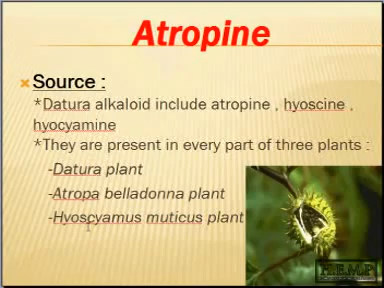 Atropine
Source :
*Datura alkaloid include atropine , hyoscine ,
hyocyamine
*They are present in every part of three plants :
-Datura plant
-Atropa belladonna plant
-Hyoscyamus muticus plant
H.E.M.P